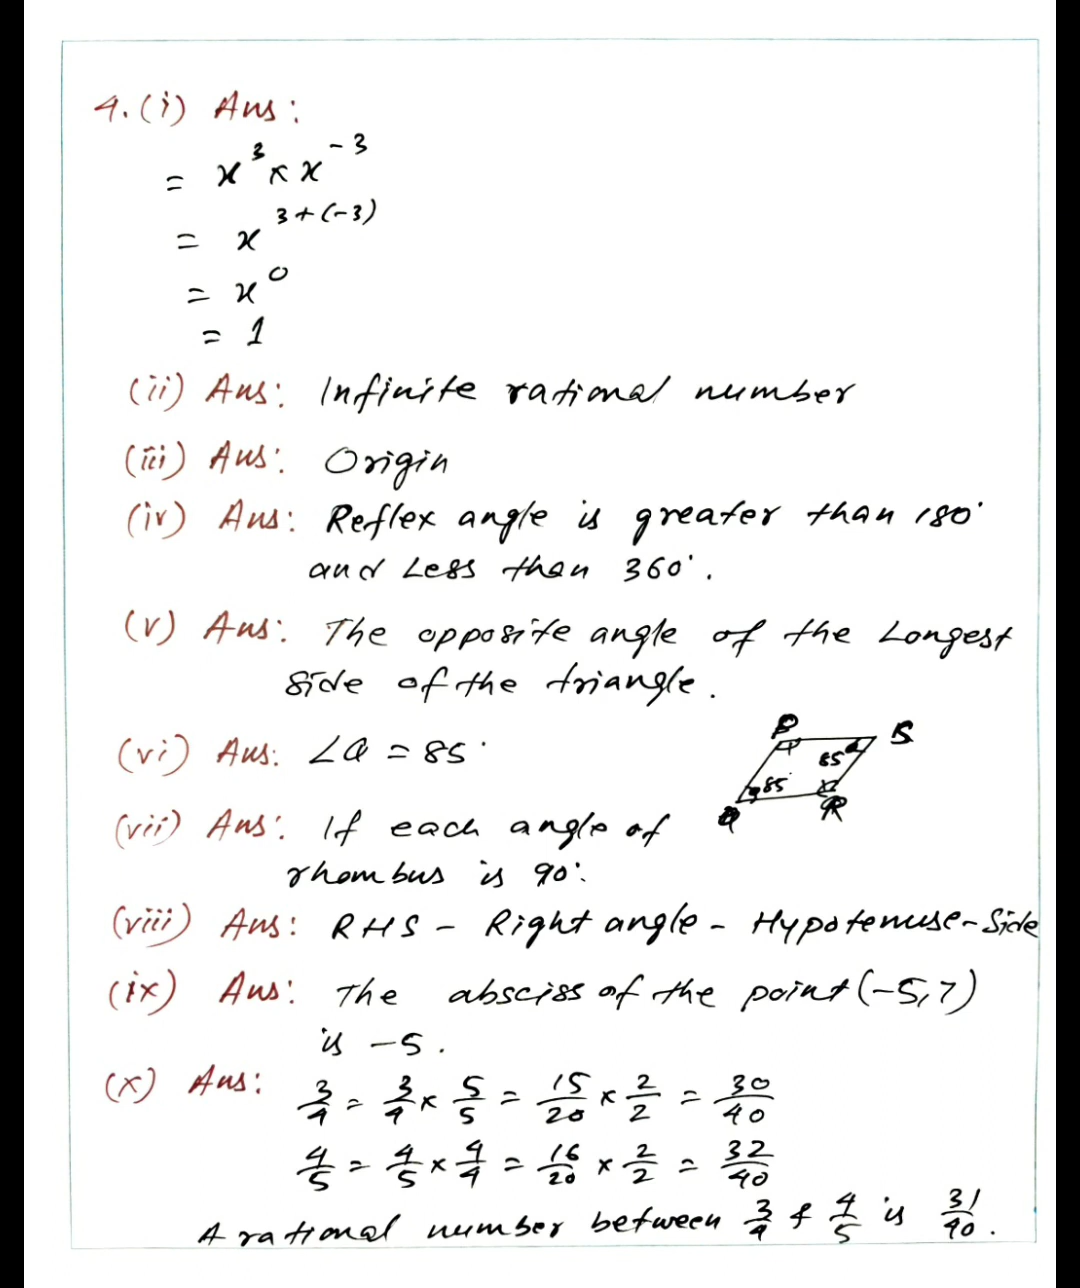 4.(i) Ans:
= x³ × x⁻³
= x³⁺⁽⁻³⁾
= x⁰
= 1
(ii) Ans: Infinite rational number
(iii) Ans: Origin
(iv) Ans: Reflex angle is greater than 180°
and Less than 360°.
(v) Ans: The opposite angle of the Longest
side of the triangle.
(vi) Ans: ∠Q = 85°
P S
85
85°
Q R
(vii) Ans: If each angle of
rhombus is 90°.
(viii) Ans: RHS - Right angle - Hypotenuse - Side
(ix) Ans: The absciss of the point (-5,7)
is -5.
(x) Ans: 3/4 = 3/4 × 5/5 = 15/20 × 2/2 = 30/40
4/5 = 4/5 × 4/4 = 16/20 × 2/2 = 32/40
A rational number between 3/4 & 4/5 is 31/40.